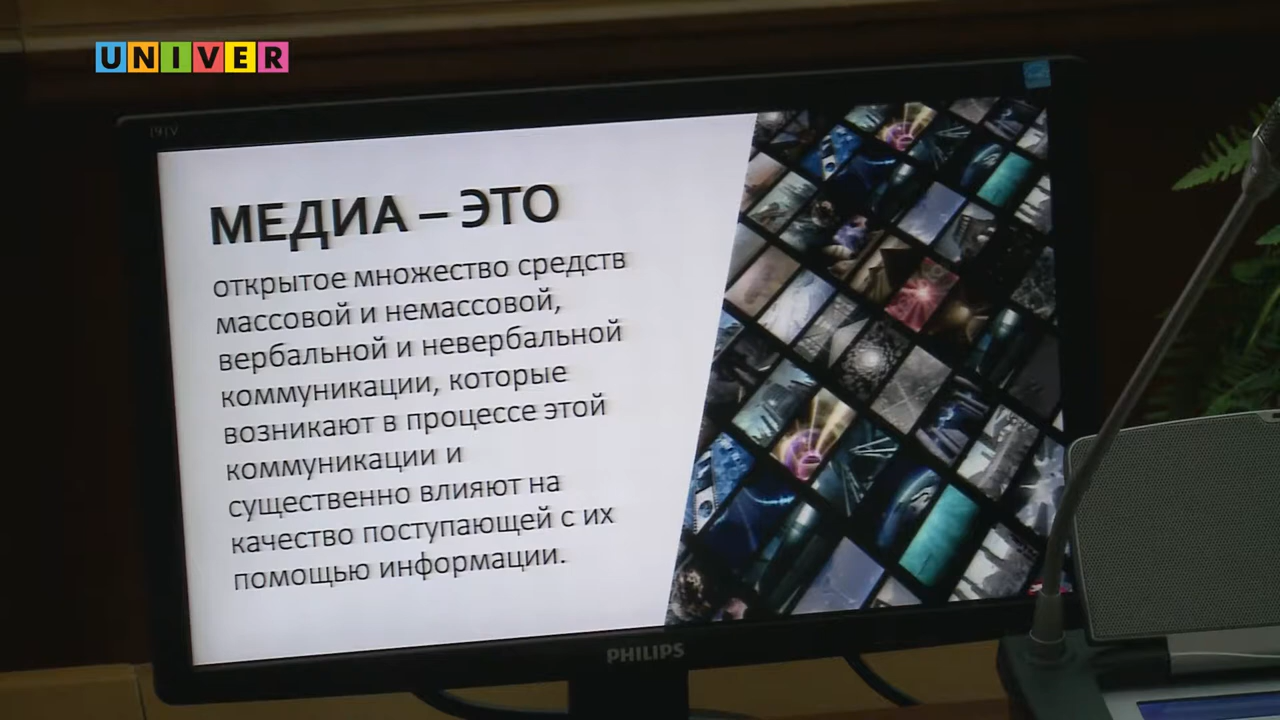 UNIVER
МЕДИА – ЭТО
открытое множество средств
массовой и немассовой,
вербальной и невербальной
коммуникации, которые
возникают в процессе этой
коммуникации и
существенно влияют на
качество поступающей с их
помощью информации.
PHILIPS